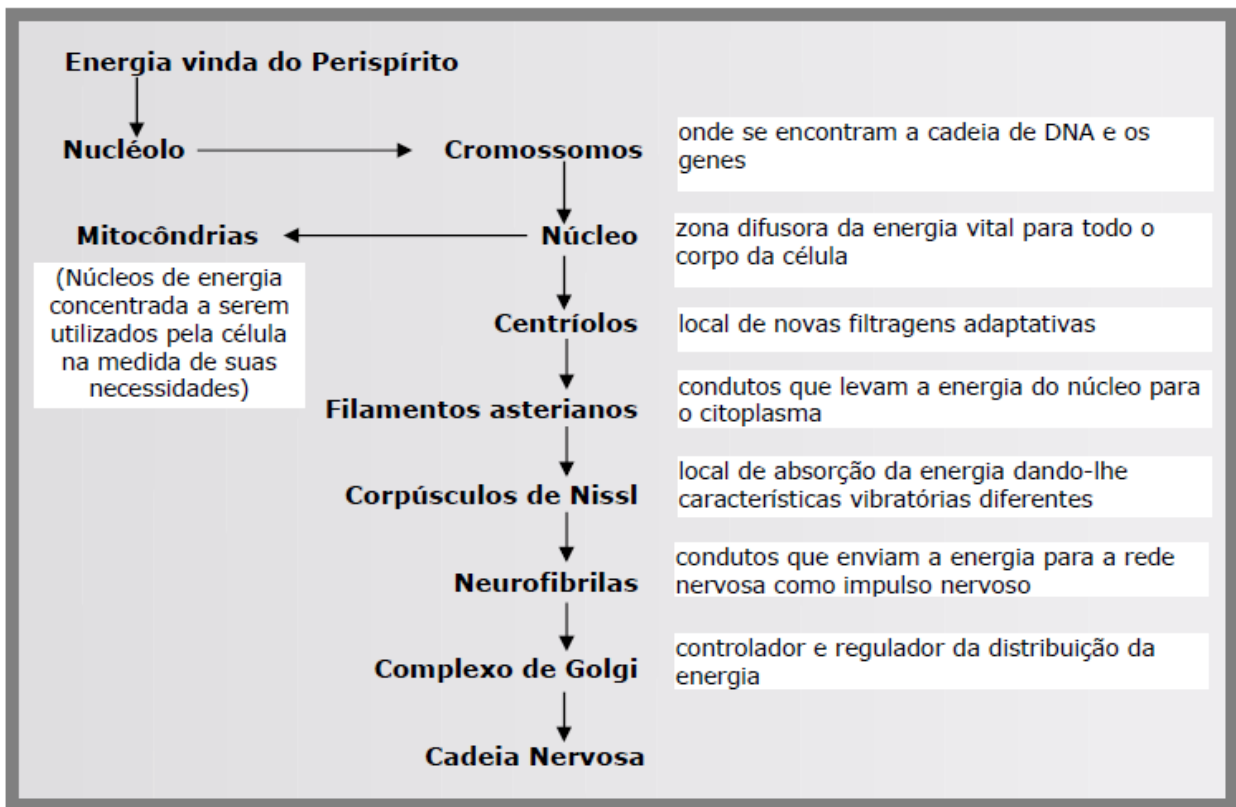 Energia vinda do Perispírito
Nucléolo
Cromossomos
onde se encontram a cadeia de DNA e os
genes
Mitocôndrias
(Núcleos de energia
concentrada a serem
utilizados pela célula
na medida de suas
necessidades)
Núcleo
zona difusora da energia vital para todo o
corpo da célula
Centríolos
local de novas filtragens adaptativas
Filamentos asterianos
condutos que levam a energia do núcleo para
o citoplasma
Corpúsculos de Nissl
local de absorção da energia dando-lhe
características vibratórias diferentes
Neurofibrilas
condutos que enviam a energia para a rede
nervosa como impulso nervoso
Complexo de Golgi
controlador e regulador da distribuição da
energia
Cadeia Nervosa